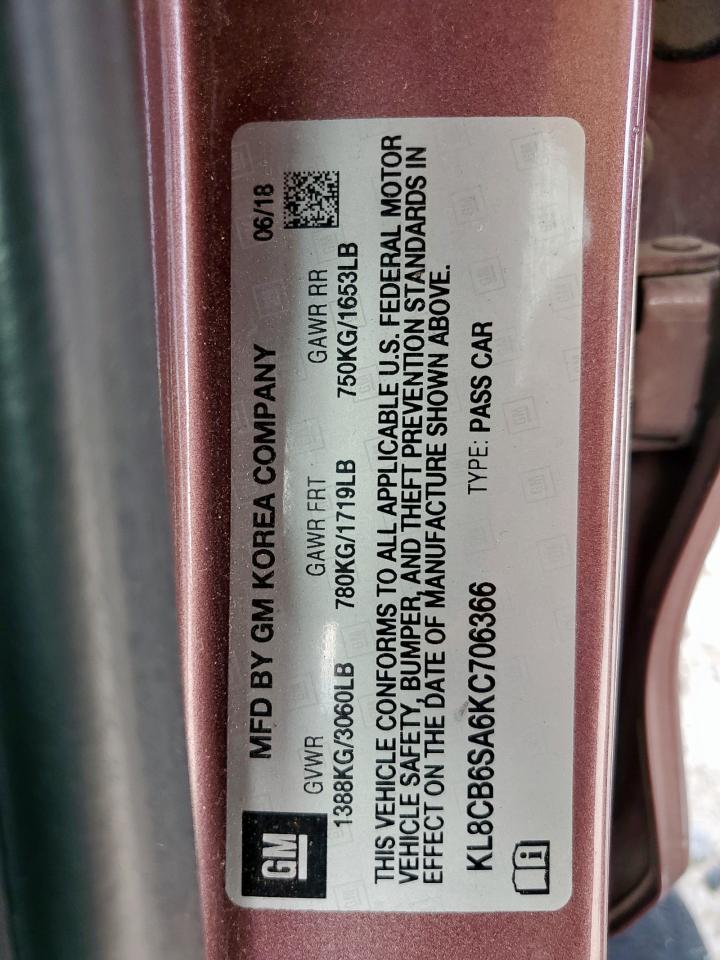 MFD BY GM KOREA COMPANY 06/18
GVWR GAWR FRT GAWR RR
1388KG/3060LB 780KG/1719LB 750KG/1653LB
GM
THIS VEHICLE CONFORMS TO ALL APPLICABLE U.S. FEDERAL MOTOR
VEHICLE SAFETY, BUMPER, AND THEFT PREVENTION STANDARDS IN
EFFECT ON THE DATE OF MANUFACTURE SHOWN ABOVE.
KL8CB6SA6KC706366 TYPE: PASS CAR